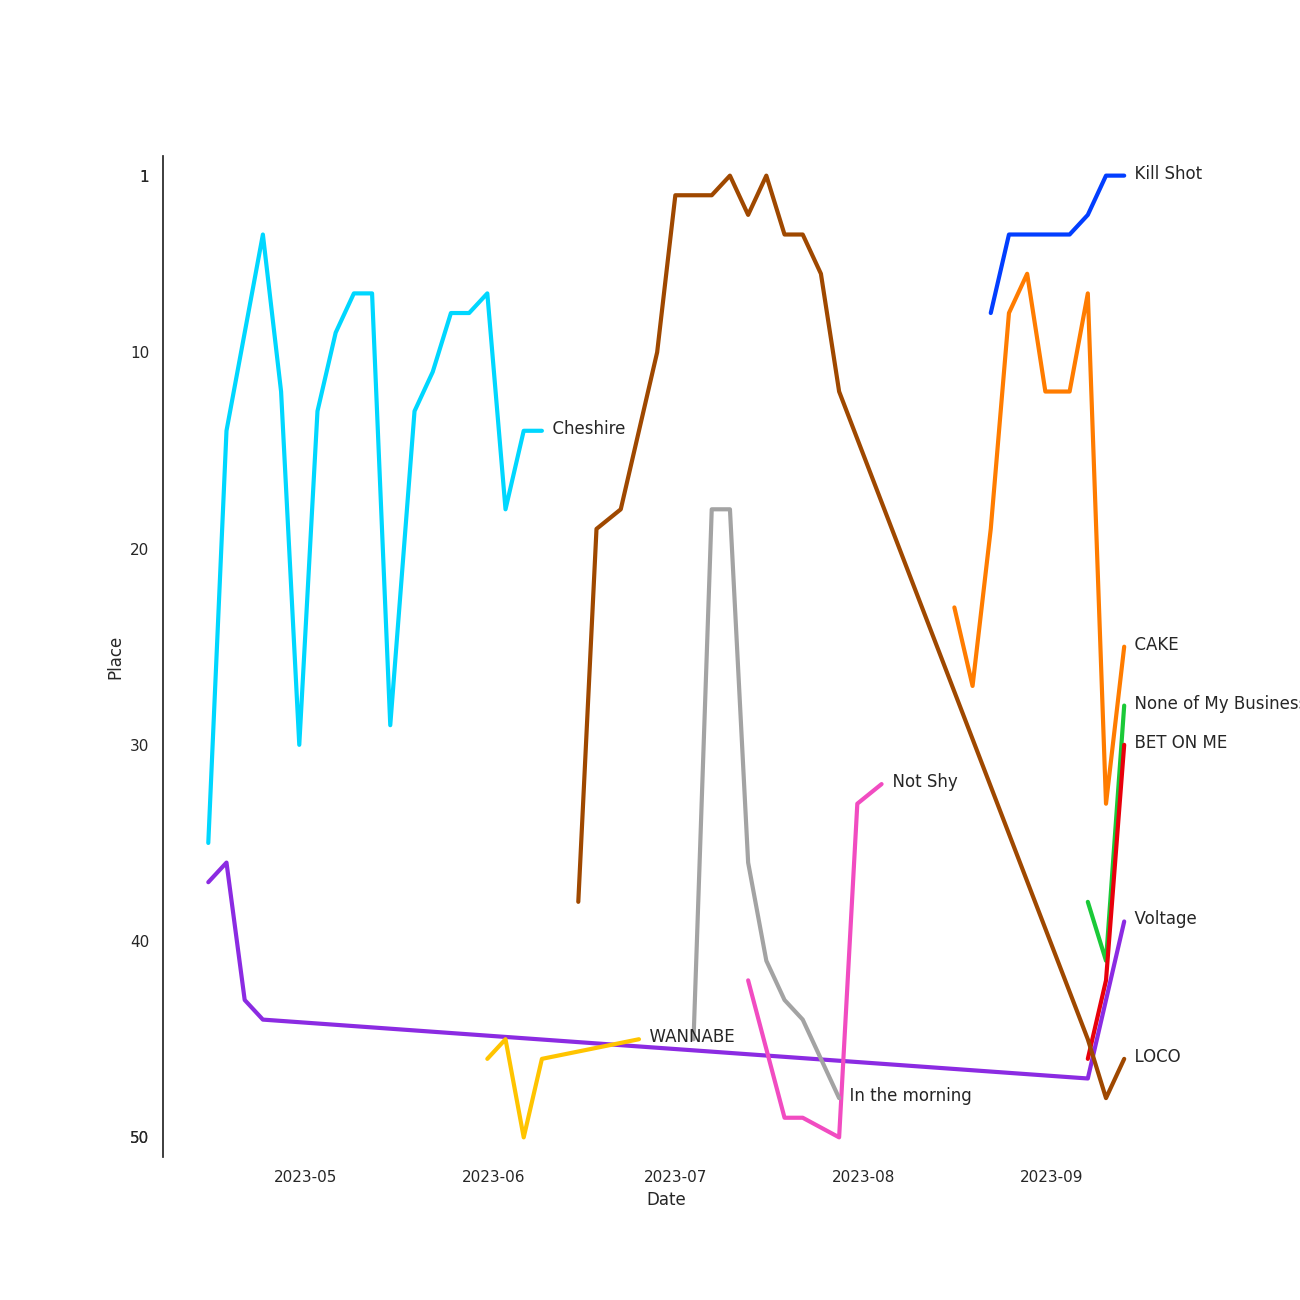 1
Kill Shot
10
Cheshire
20
Place
CAKE
None of My Busines
30
BET ON ME
Not Shy
40
Voltage
WANNABE
LOCO
In the morning
50
2023-05 2023-06 2023-07 2023-08 2023-09
Date